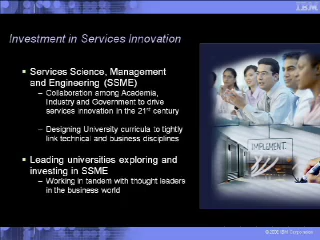 IBM
Investment in Services Innovation
▪ Services Science, Management
and Engineering (SSME)
– Collaboration among Academia,
Industry and Government to drive
services innovation in the 21st century
– Designing University curricula to tightly
link technical and business disciplines
IMPLEMENT
▪ Leading universities exploring and
investing in SSME
– Working in tandem with thought leaders
in the business world
Corporation